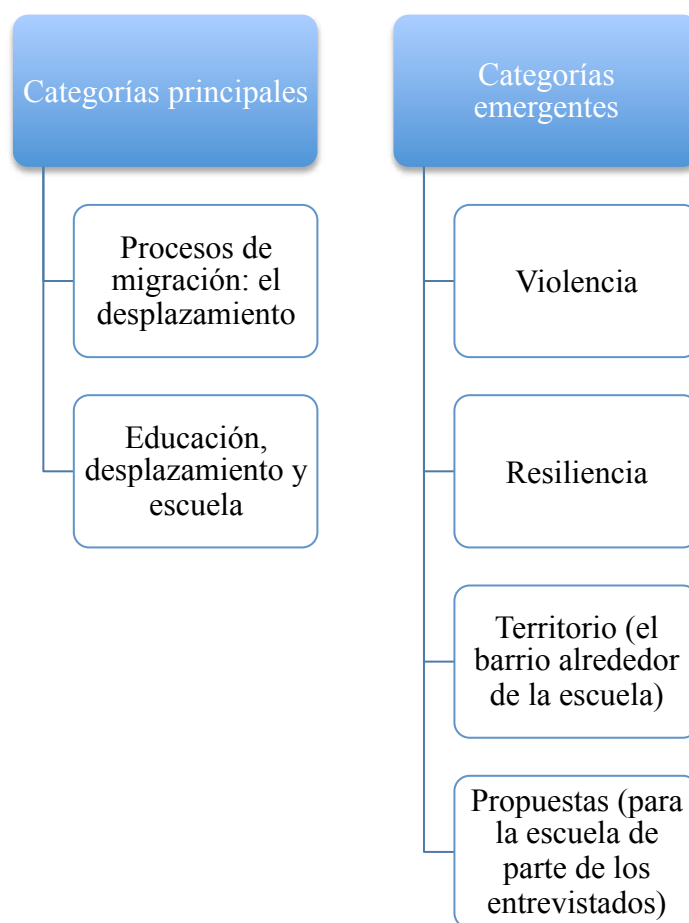 Categorías principales
Procesos de
migración: el
desplazamiento
Educación,
desplazamiento y
escuela
Categorías
emergentes
Violencia
Resiliencia
Territorio (el
barrio alrededor
de la escuela)
Propuestas (para
la escuela de
parte de los
entrevistados)